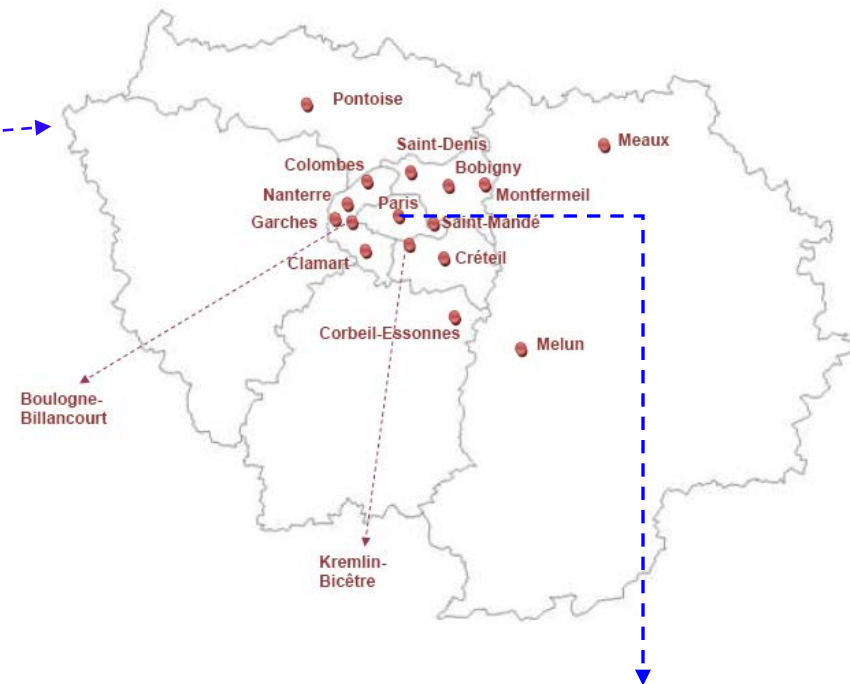 Pontoise
Saint-Denis
Meaux
Colombes
Bobigny
Nanterre
Paris
Montfermeil
Garches
Saint-Mandé
Clamart
Créteil
Corbeil-Essonnes
Melun
Boulogne-
Billancourt
Kremlin-
Bicêtre